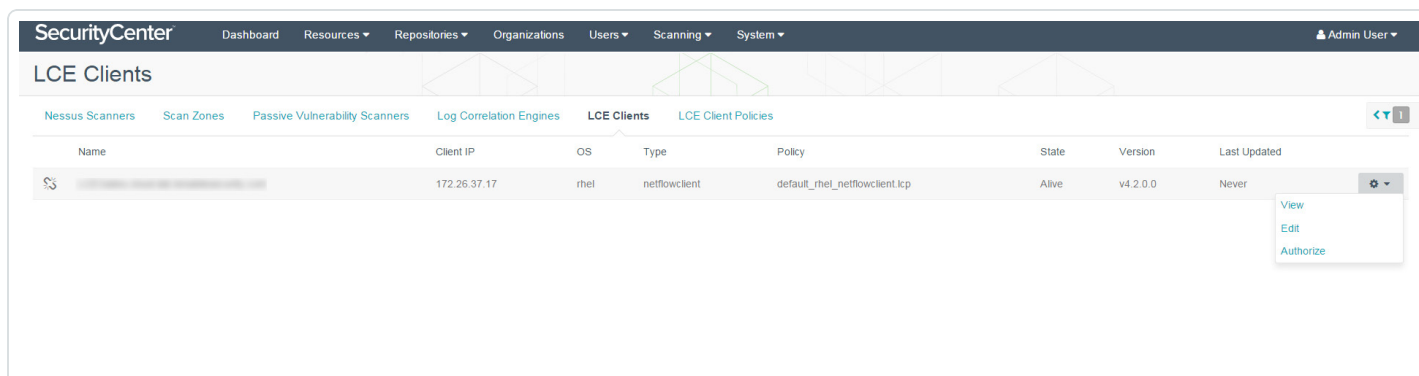 SecurityCenter Dashboard Resources Repositories Organizations Users Scanning System Admin User
LCE Clients
Nessus Scanners Scan Zones Passive Vulnerability Scanners Log Correlation Engines LCE Clients LCE Client Policies 1
Name Client IP OS Type Policy State Version Last Updated
172.26.37.17 rhel netflowclient default_rhel_netflowclient.lcp Alive v4.2.0.0 Never
View
Edit
Authorize